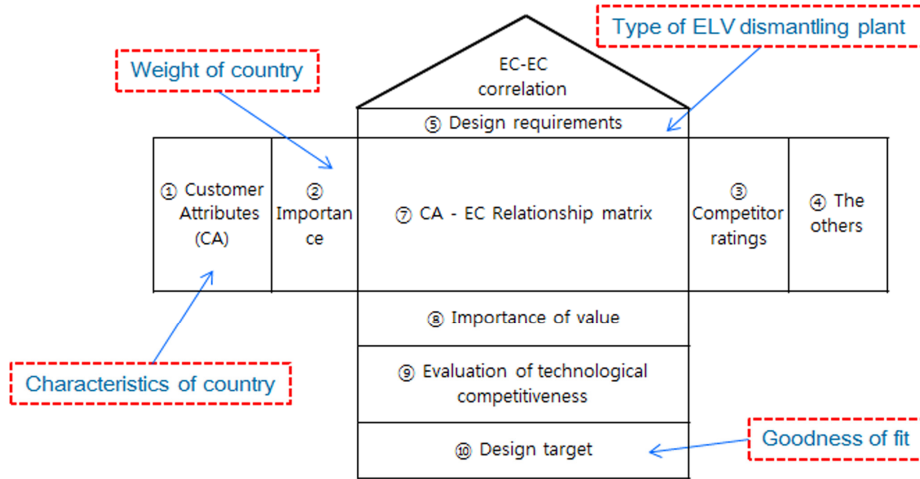 Type of ELV dismantling plant
Weight of country
EC-EC
correlation
⑤ Design requirements
① Customer
Attributes
(CA)
②
Importan
ce
⑦ CA - EC Relationship matrix
③
Competitor
ratings
④ The
others
⑧ Importance of value
Characteristics of country
⑨ Evaluation of technological
competitiveness
⑩ Design target
Goodness of fit